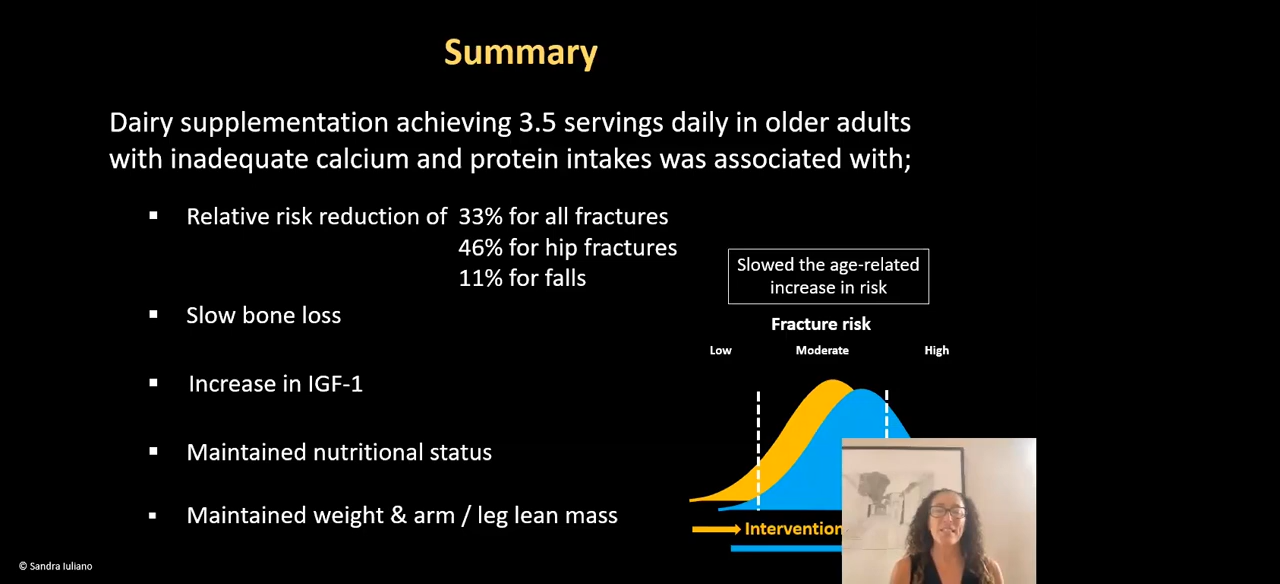 Summary
Dairy supplementation achieving 3.5 servings daily in older adults
with inadequate calcium and protein intakes was associated with;
▪ Relative risk reduction of 33% for all fractures
46% for hip fractures
11% for falls
▪ Slow bone loss
▪ Increase in IGF-1
▪ Maintained nutritional status
▪ Maintained weight & arm / leg lean mass
Slowed the age-related
increase in risk
Fracture risk
Low Moderate High
Intervention
© Sandra Iuliano